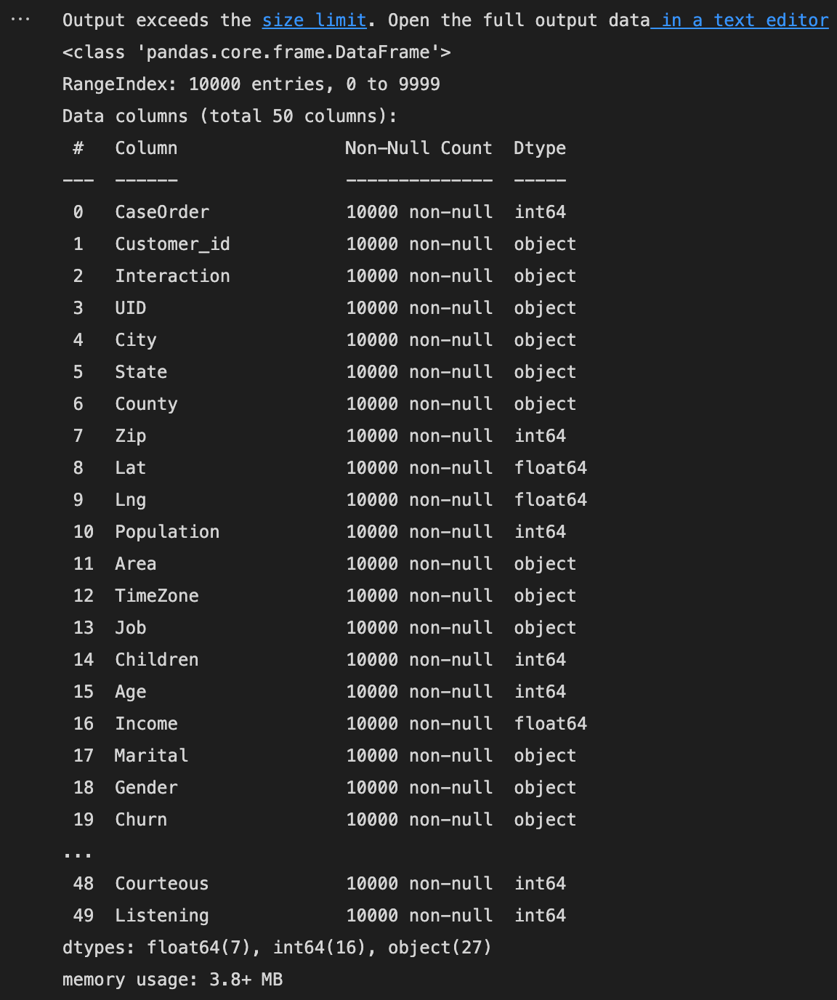 ... Output exceeds the size limit. Open the full output data in a text editor
<class 'pandas.core.frame.DataFrame'>
RangeIndex: 10000 entries, 0 to 9999
Data columns (total 50 columns):
 #   Column                Non-Null Count  Dtype
---  ------                --------------  -----
 0   CaseOrder             10000 non-null  int64
 1   Customer_id           10000 non-null  object
 2   Interaction           10000 non-null  object
 3   UID                   10000 non-null  object
 4   City                  10000 non-null  object
 5   State                 10000 non-null  object
 6   County                10000 non-null  object
 7   Zip                   10000 non-null  int64
 8   Lat                   10000 non-null  float64
 9   Lng                   10000 non-null  float64
 10  Population            10000 non-null  int64
 11  Area                  10000 non-null  object
 12  TimeZone              10000 non-null  object
 13  Job                   10000 non-null  object
 14  Children              10000 non-null  int64
 15  Age                   10000 non-null  int64
 16  Income                10000 non-null  float64
 17  Marital               10000 non-null  object
 18  Gender                10000 non-null  object
 19  Churn                 10000 non-null  object
...
 48  Courteous             10000 non-null  int64
 49  Listening             10000 non-null  int64
dtypes: float64(7), int64(16), object(27)
memory usage: 3.8+ MB